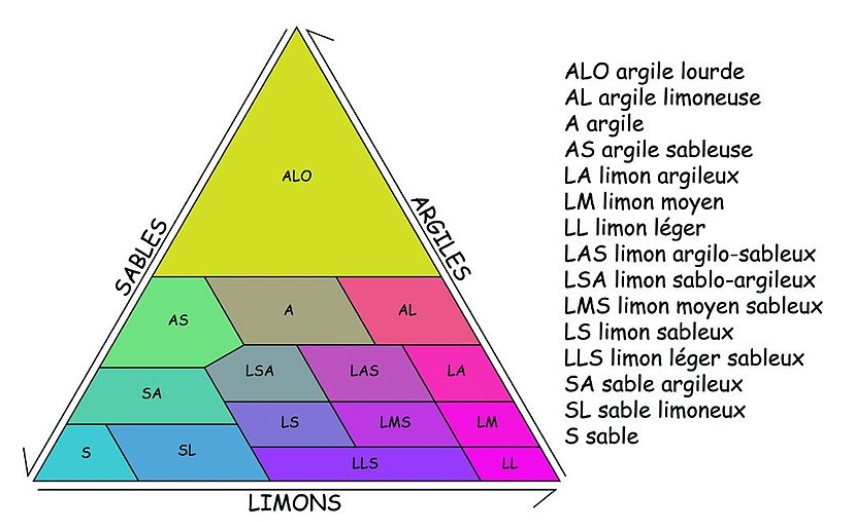 SABLES
ARGILES
LIMONS
ALO
AS
A
AL
SA
LSA
LAS
LA
LS
LMS
LM
S
SL
LLS
LL
ALO argile lourde
AL argile limoneuse
A argile
AS argile sableuse
LA limon argileux
LM limon moyen
LL limon léger
LAS limon argilo-sableux
LSA limon sablo-argileux
LMS limon moyen sableux
LS limon sableux
LLS limon léger sableux
SA sable argileux
SL sable limoneux
S sable